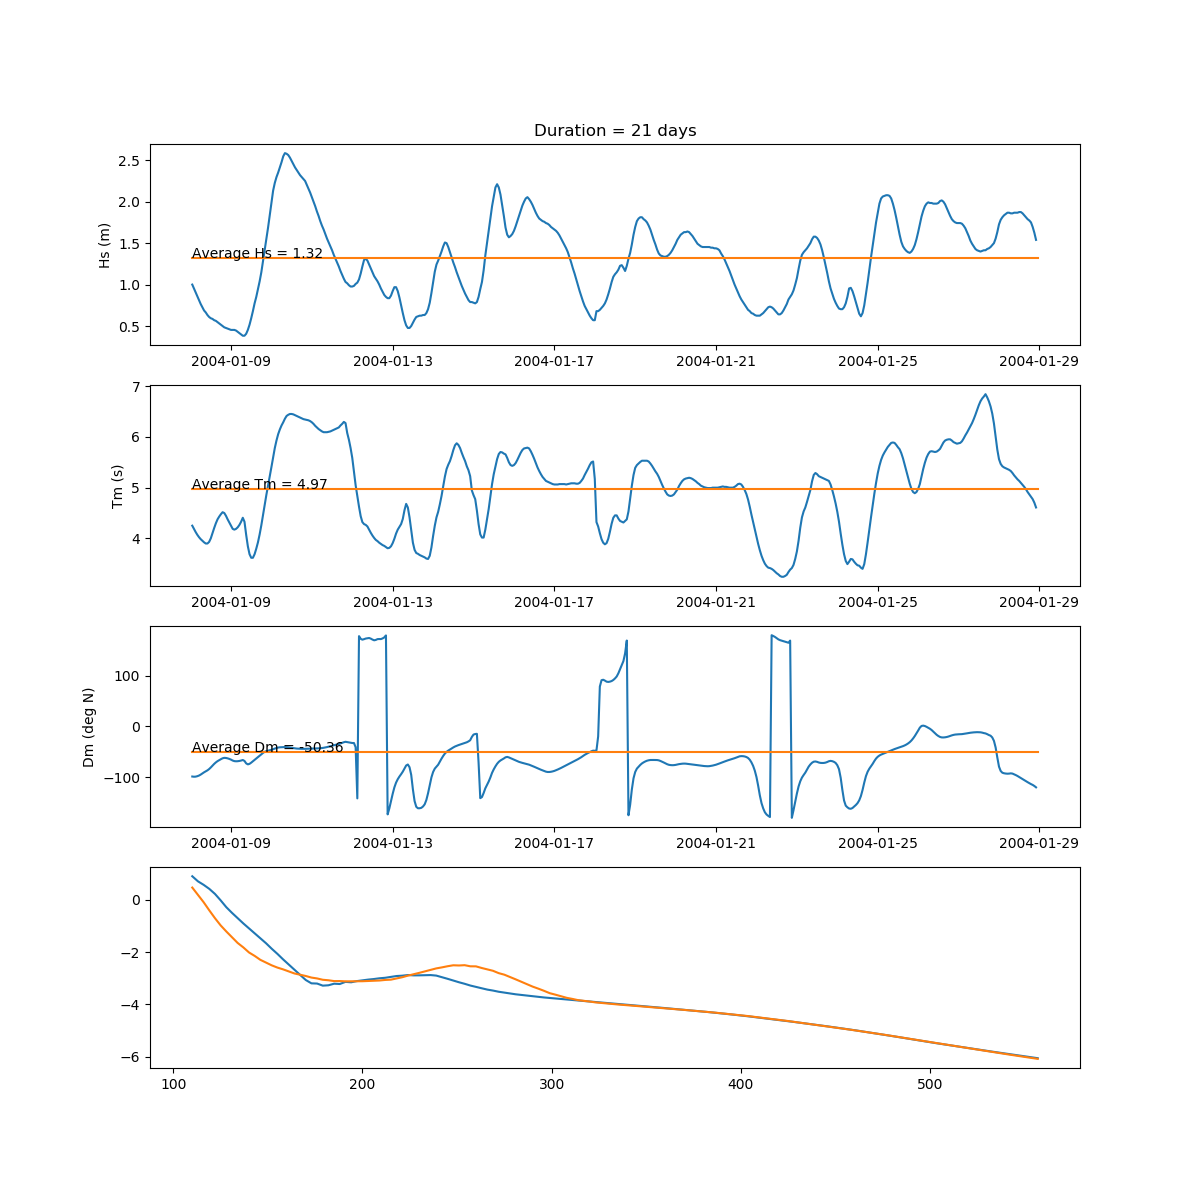 Duration = 21 days
2.5
2.0
1.5
1.0
0.5
Hs (m)
Average Hs = 1.32
2004-01-09 2004-01-13 2004-01-17 2004-01-21 2004-01-25 2004-01-29
7
6
5
4
Tm (s)
Average Tm = 4.97
2004-01-09 2004-01-13 2004-01-17 2004-01-21 2004-01-25 2004-01-29
100
0
−100
Dm (deg N)
Average Dm = -50.36
2004-01-09 2004-01-13 2004-01-17 2004-01-21 2004-01-25 2004-01-29
0
−2
−4
−6
100 200 300 400 500